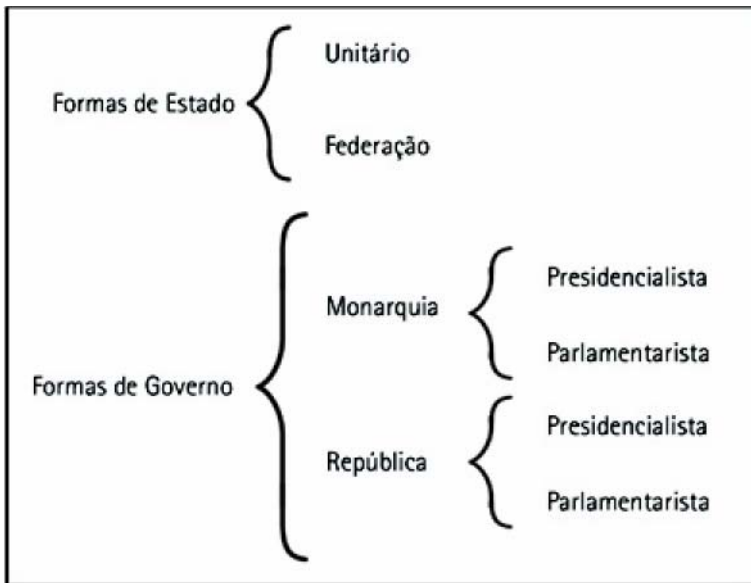 Formas de Estado
Unitário
Federação
Formas de Governo
Monarquia
Presidencialista
Parlamentarista
República
Presidencialista
Parlamentarista